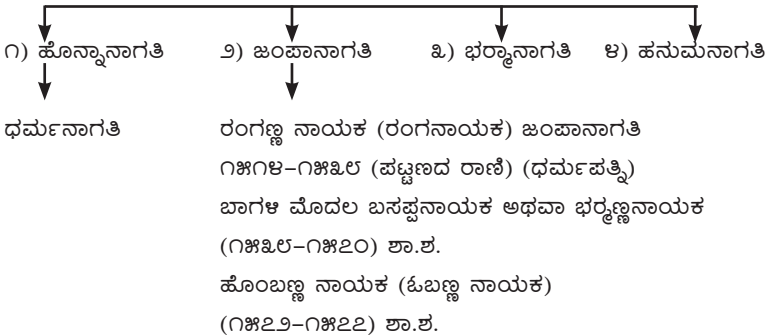 ೧) ಹೊನ್ನಾನಾಗತಿ ೨) ಜಂಪಾನಾಗತಿ ೩) ಭರ‍್ಮಾನಾಗತಿ ೪) ಹನುಮನಾಗತಿ
ಧರ್ಮನಾಗತಿ ರಂಗಣ್ಣ ನಾಯಕ (ರಂಗನಾಯಕ) ಜಂಪಾನಾಗತಿ
೧೫೧೪–೧೫೩೮ (ಪಟ್ಟಣದ ರಾಣಿ) (ಧರ್ಮಪತ್ನಿ)
ಬಾಗಳ ಮೊದಲ ಬಸಪ್ಪನಾಯಕ ಅಥವಾ ಭರ‍್ಮಣ್ಣನಾಯಕ
(೧೫೩೮–೧೫೭೦) ಶಾ.ಶ.
ಹೊಂಬಣ್ಣ ನಾಯಕ (ಓಬಣ್ಣ ನಾಯಕ)
(೧೫೭೨–೧೫೭೭) ಶಾ.ಶ.